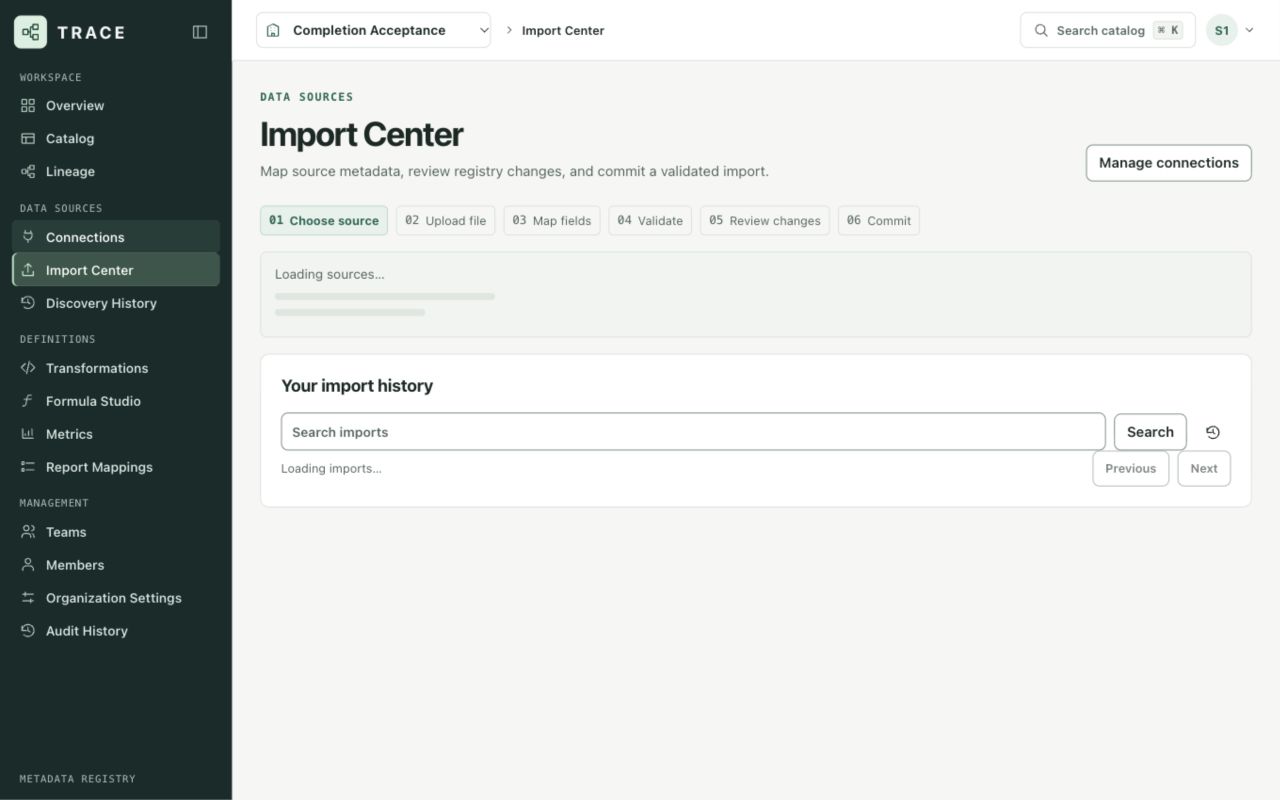 TRACE
WORKSPACE
Overview
Catalog
Lineage
DATA SOURCES
Connections
Import Center
Discovery History
DEFINITIONS
Transformations
Formula Studio
Metrics
Report Mappings
MANAGEMENT
Teams
Members
Organization Settings
Audit History
METADATA REGISTRY
Completion Acceptance
Import Center
Search catalog ⌘ K
S1
DATA SOURCES
Import Center
Map source metadata, review registry changes, and commit a validated import.
Manage connections
01 Choose source
02 Upload file
03 Map fields
04 Validate
05 Review changes
06 Commit
Loading sources...
Your import history
Search imports
Search
Loading imports...
Previous
Next